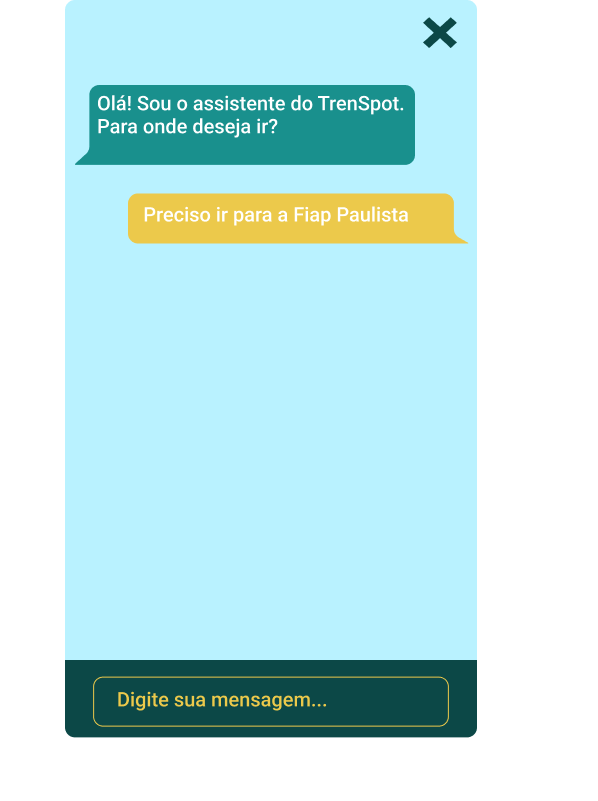 Olá! Sou o assistente do TrenSpot.
Para onde deseja ir?
Preciso ir para a Fiap Paulista
Digite sua mensagem...